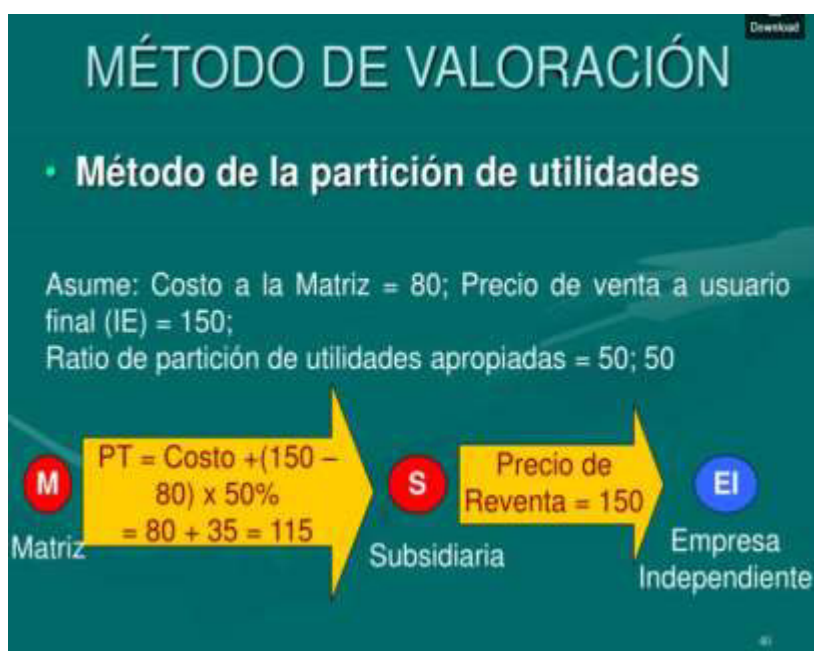 Download
MÉTODO DE VALORACIÓN
• Método de la partición de utilidades
Asume: Costo a la Matriz = 80; Precio de venta a usuario
final (IE) = 150;
Ratio de partición de utilidades apropiadas = 50; 50
M
PT = Costo +(150 –
80) x 50%
= 80 + 35 = 115
S
Precio de
Reventa = 150
EI
Matriz
Subsidiaria
Empresa
Independiente